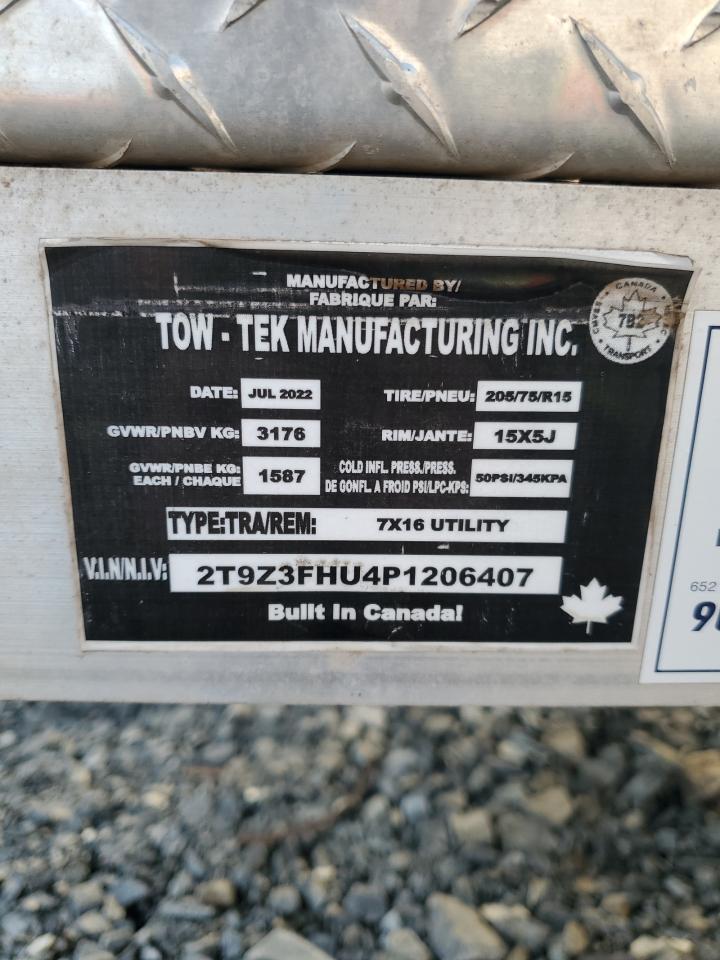 MANUFACTURED BY/
FABRIQUE PAR:
TOW - TEK MANUFACTURING INC.
CANADA
TRANSPORT
DATE: JUL 2022 TIRE/PNEU: 205/75/R15
GVWR/PNBV KG: 3176 RIM/JANTE: 15X5J
GVWR/PNBE KG:
EACH / CHAQUE 1587
COLD INFL. PRESS./PRESS.
DE GONFL. A FROID PSI/LPC-KPS: 50PSI/345KPA
TYPE:TRA/REM: 7X16 UTILITY
V.I.N/N.I.V: 2T9Z3FHU4P1206407
Built In Canada!
652